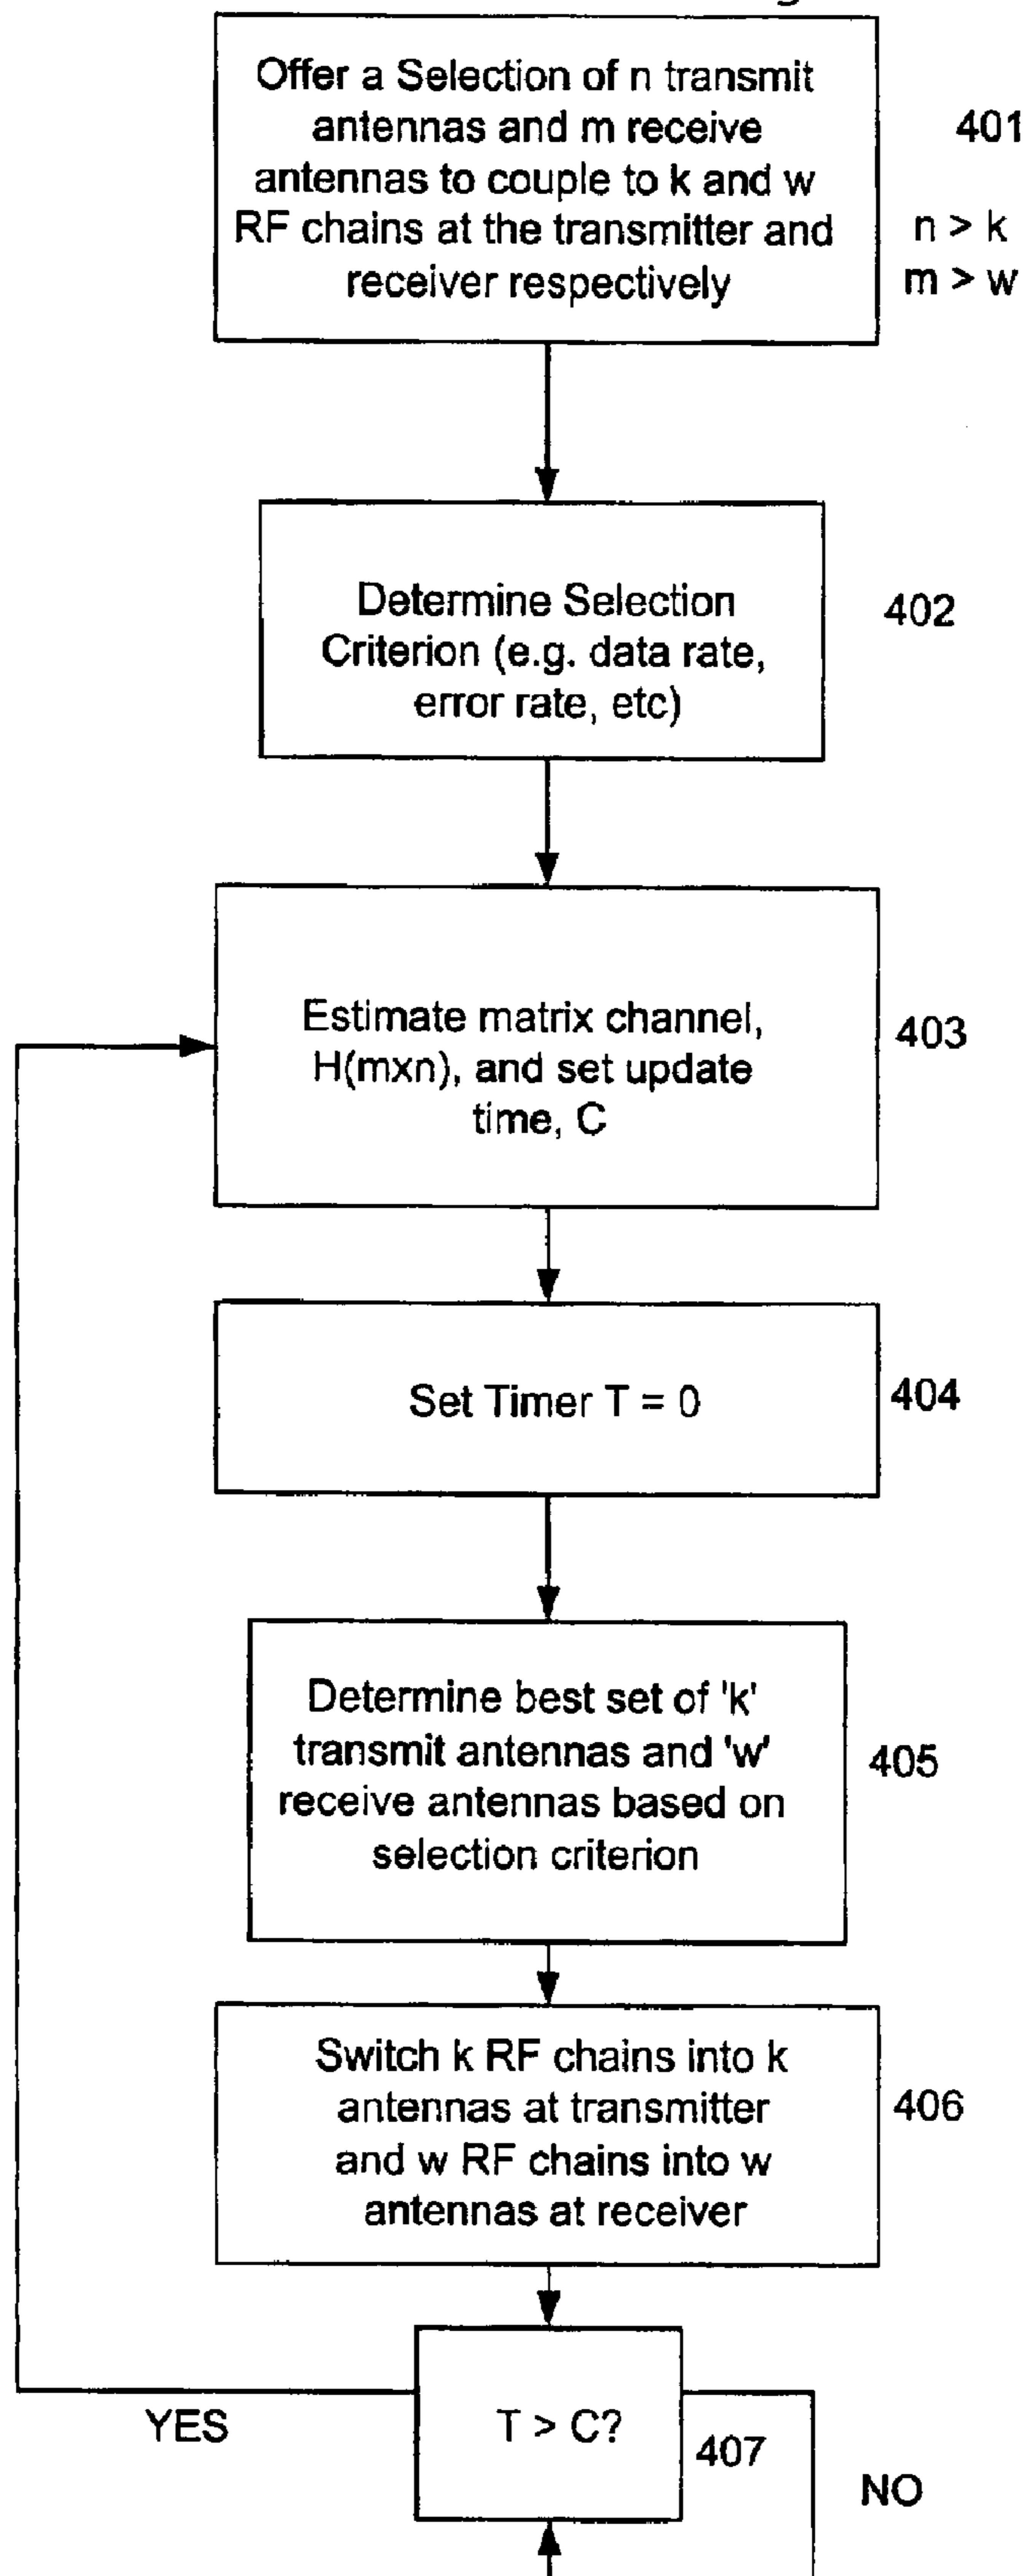 Offer a Selection of n transmit
antennas and m receive
antennas to couple to k and w
RF chains at the transmitter and
receiver respectively
401
n > k
m > w
Determine Selection
Criterion (e.g. data rate,
error rate, etc)
402
Estimate matrix channel,
H(mxn), and set update
time, C
403
Set Timer T = 0
404
Determine best set of 'k'
transmit antennas and 'w'
receive antennas based on
selection criterion
405
Switch k RF chains into k
antennas at transmitter
and w RF chains into w
antennas at receiver
406
T > C?
407
YES
NO